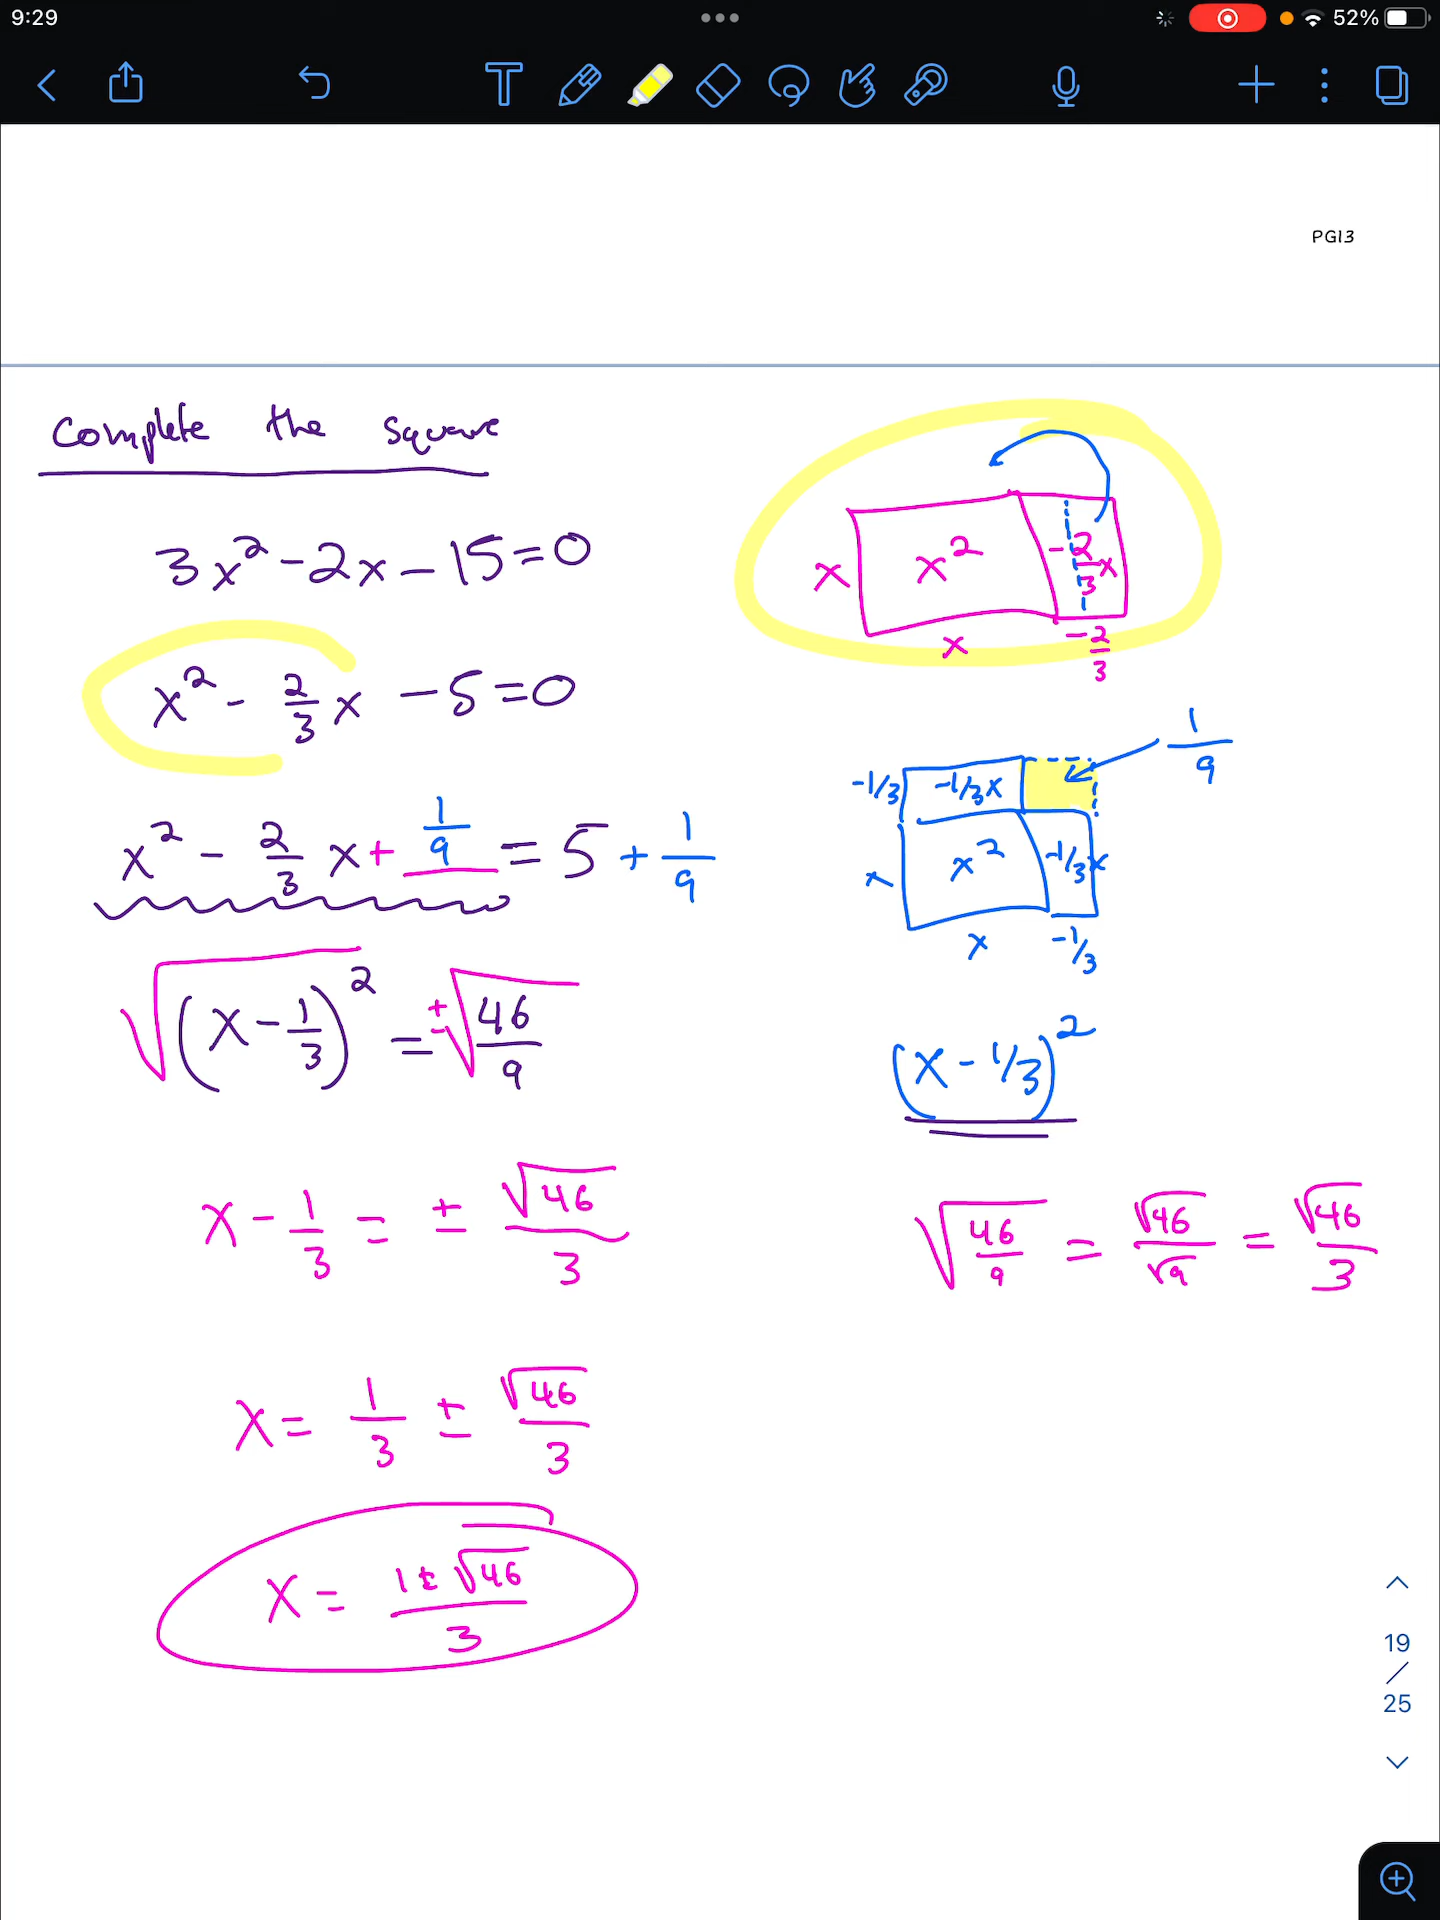 9:29
52%
T
PG13
Complete the square
3x² - 2x - 15 = 0
x² - 2/3 x - 5 = 0
x² - 2/3 x + 1/9 = 5 + 1/9
√(x - 1/3)² = ±√46/9
x - 1/3 = ± √46/3
x = 1/3 ± √46/3
x = 1 ± √46/3
x
x²
-2/3 x
x
-2/3
1/9
-1/3
-1/3x
x
x²
-1/3x
x
-1/3
(x - 1/3)²
√46/9 = √46/√9 = √46/3
19
/
25